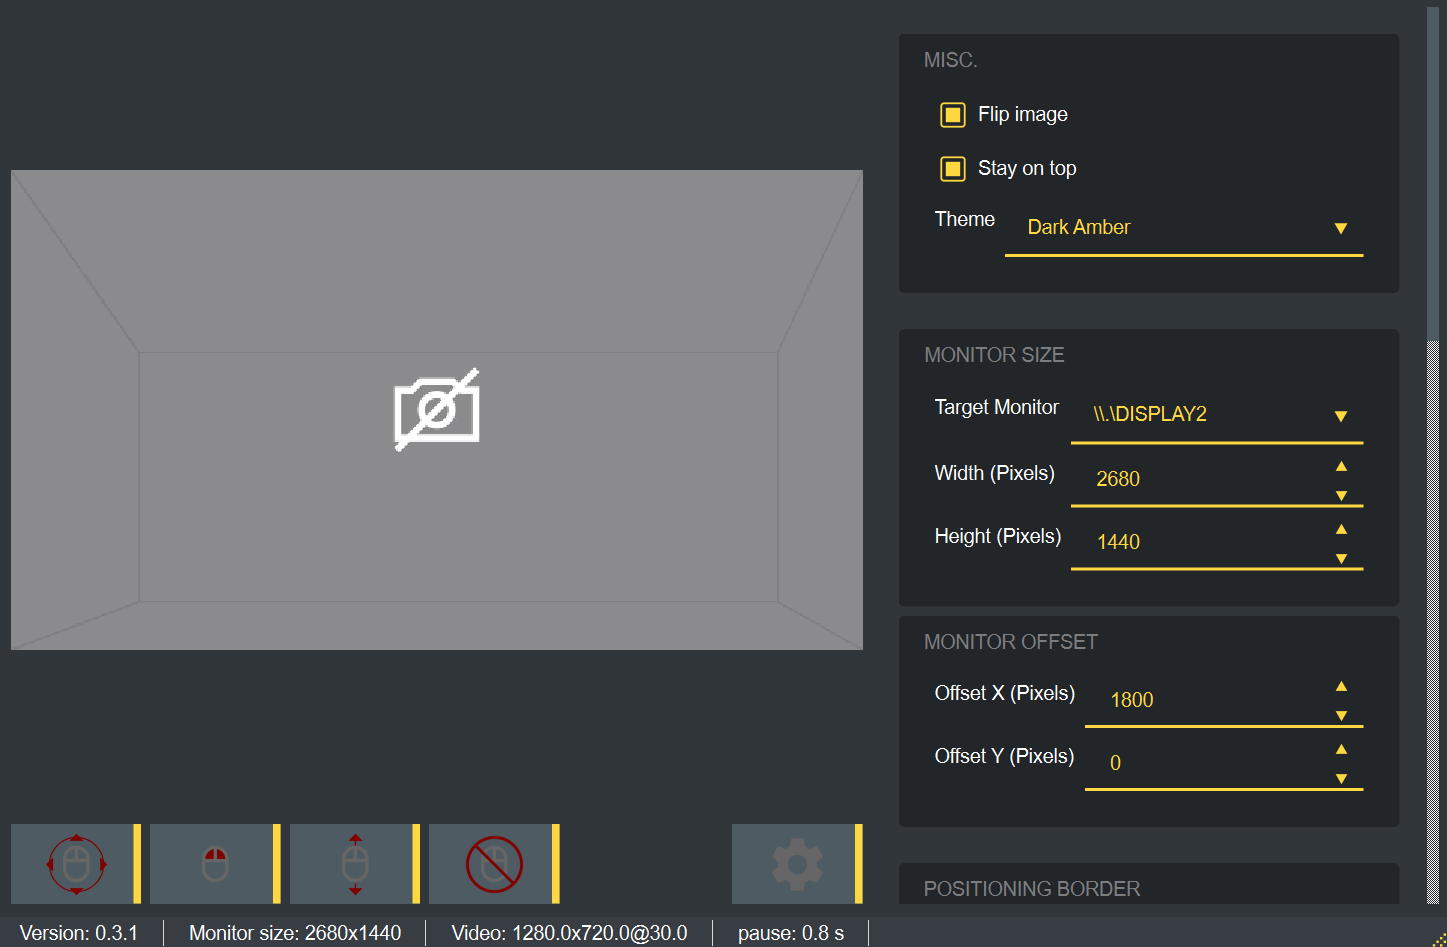 MISC.
Flip image
Stay on top
Theme Dark Amber
MONITOR SIZE
Target Monitor \\.\DISPLAY2
Width (Pixels) 2680
Height (Pixels) 1440
MONITOR OFFSET
Offset X (Pixels) 1800
Offset Y (Pixels) 0
POSITIONING BORDER
Version: 0.3.1 Monitor size: 2680x1440 Video: 1280.0x720.0@30.0 pause: 0.8 s